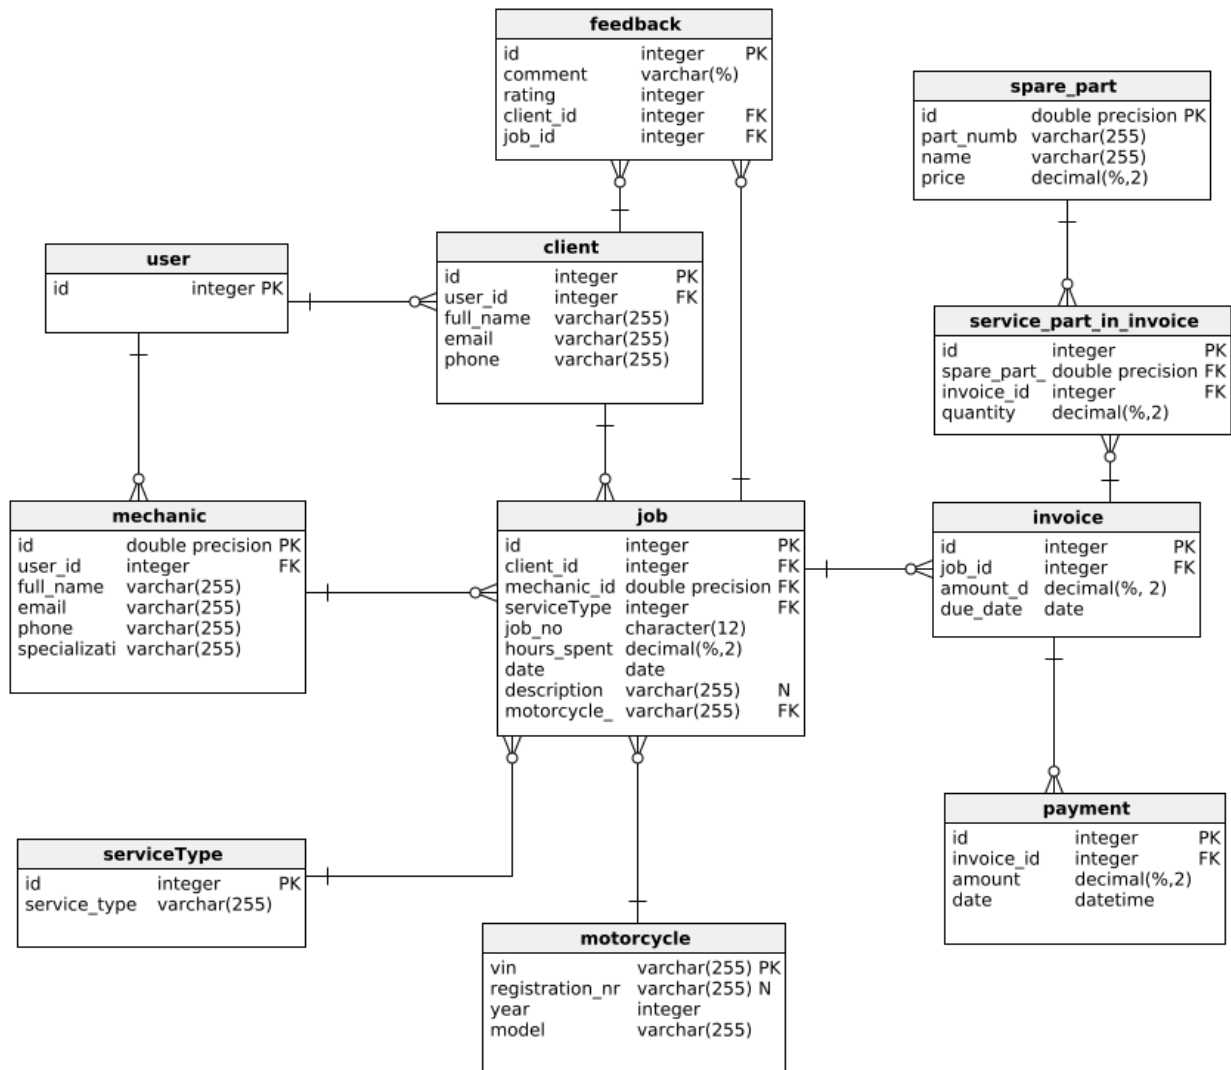 feedback
id integer PK
comment varchar(%)
rating integer
client_id integer FK
job_id integer FK
spare_part
id double precision PK
part_numb varchar(255)
name varchar(255)
price decimal(%,2)
user
id integer PK
client
id integer PK
user_id integer FK
full_name varchar(255)
email varchar(255)
phone varchar(255)
service_part_in_invoice
id integer PK
spare_part_ double precision FK
invoice_id integer FK
quantity decimal(%,2)
mechanic
id double precision PK
user_id integer FK
full_name varchar(255)
email varchar(255)
phone varchar(255)
specializati varchar(255)
job
id integer PK
client_id integer FK
mechanic_id double precision FK
serviceType integer FK
job_no character(12)
hours_spent decimal(%,2)
date date
description varchar(255) N
motorcycle_ varchar(255) FK
invoice
id integer PK
job_id integer FK
amount_d decimal(%, 2)
due_date date
serviceType
id integer PK
service_type varchar(255)
motorcycle
vin varchar(255) PK
registration_nr varchar(255) N
year integer
model varchar(255)
payment
id integer PK
invoice_id integer FK
amount decimal(%,2)
date datetime